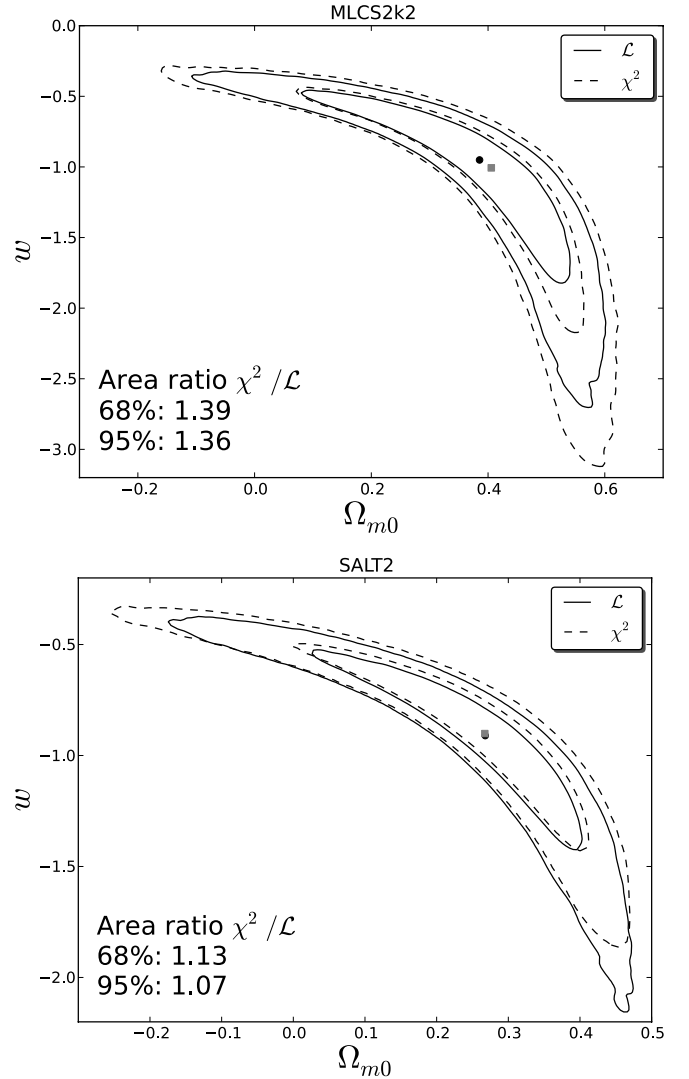 MLCS2k2
ℒ
χ²
0.0
−0.5
−1.0
−1.5
−2.0
−2.5
−3.0
w
Area ratio χ² /ℒ
68%: 1.39
95%: 1.36
−0.2 0.0 0.2 0.4 0.6
Ωm0
SALT2
ℒ
χ²
−0.5
−1.0
−1.5
−2.0
w
Area ratio χ² /ℒ
68%: 1.13
95%: 1.07
−0.2 −0.1 0.0 0.1 0.2 0.3 0.4 0.5
Ωm0